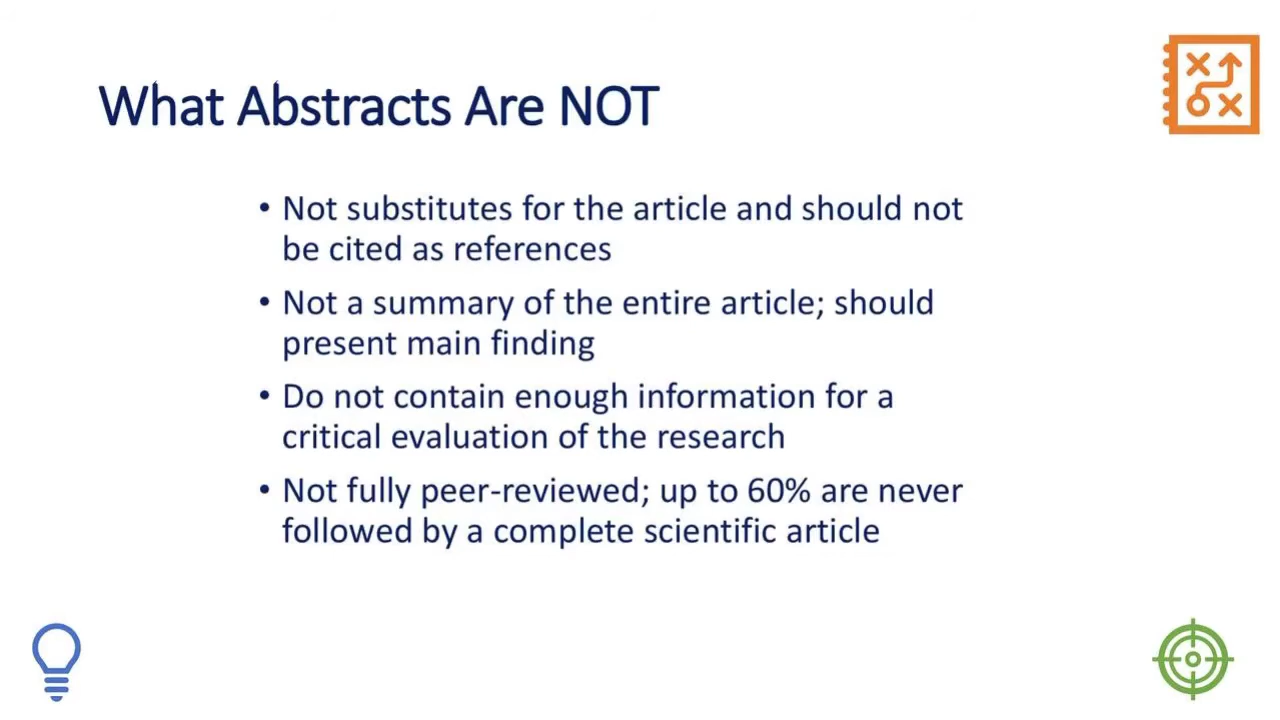 What Abstracts Are NOT
• Not substitutes for the article and should not
be cited as references
• Not a summary of the entire article; should
present main finding
• Do not contain enough information for a
critical evaluation of the research
• Not fully peer-reviewed; up to 60% are never
followed by a complete scientific article